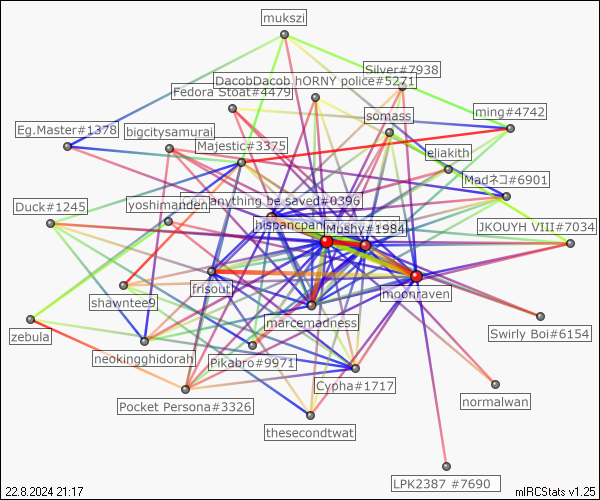 mukszi
Silver#7938
DacobDacob hORNY police#5271
Fedora Stoat#4479
ming#4742
somass
Eg.Master#1378
bigcitysamurai
Majestic#3375
eliakith
Madネコ#6901
anything be saved#0396
yoshimanden
Duck#1245
Mushy#1984
hispancpan
JKOUYH VIII#7034
frisout
moonraven
shawntee9
marcemadness
Swirly Boi#6154
zebula
neokingghidorah
Pikabro#9971
Cypha#1717
normalwan
Pocket Persona#3326
thesecondtwat
LPK2387 #7690
22.8.2024 21:17
mIRCStats v1.25